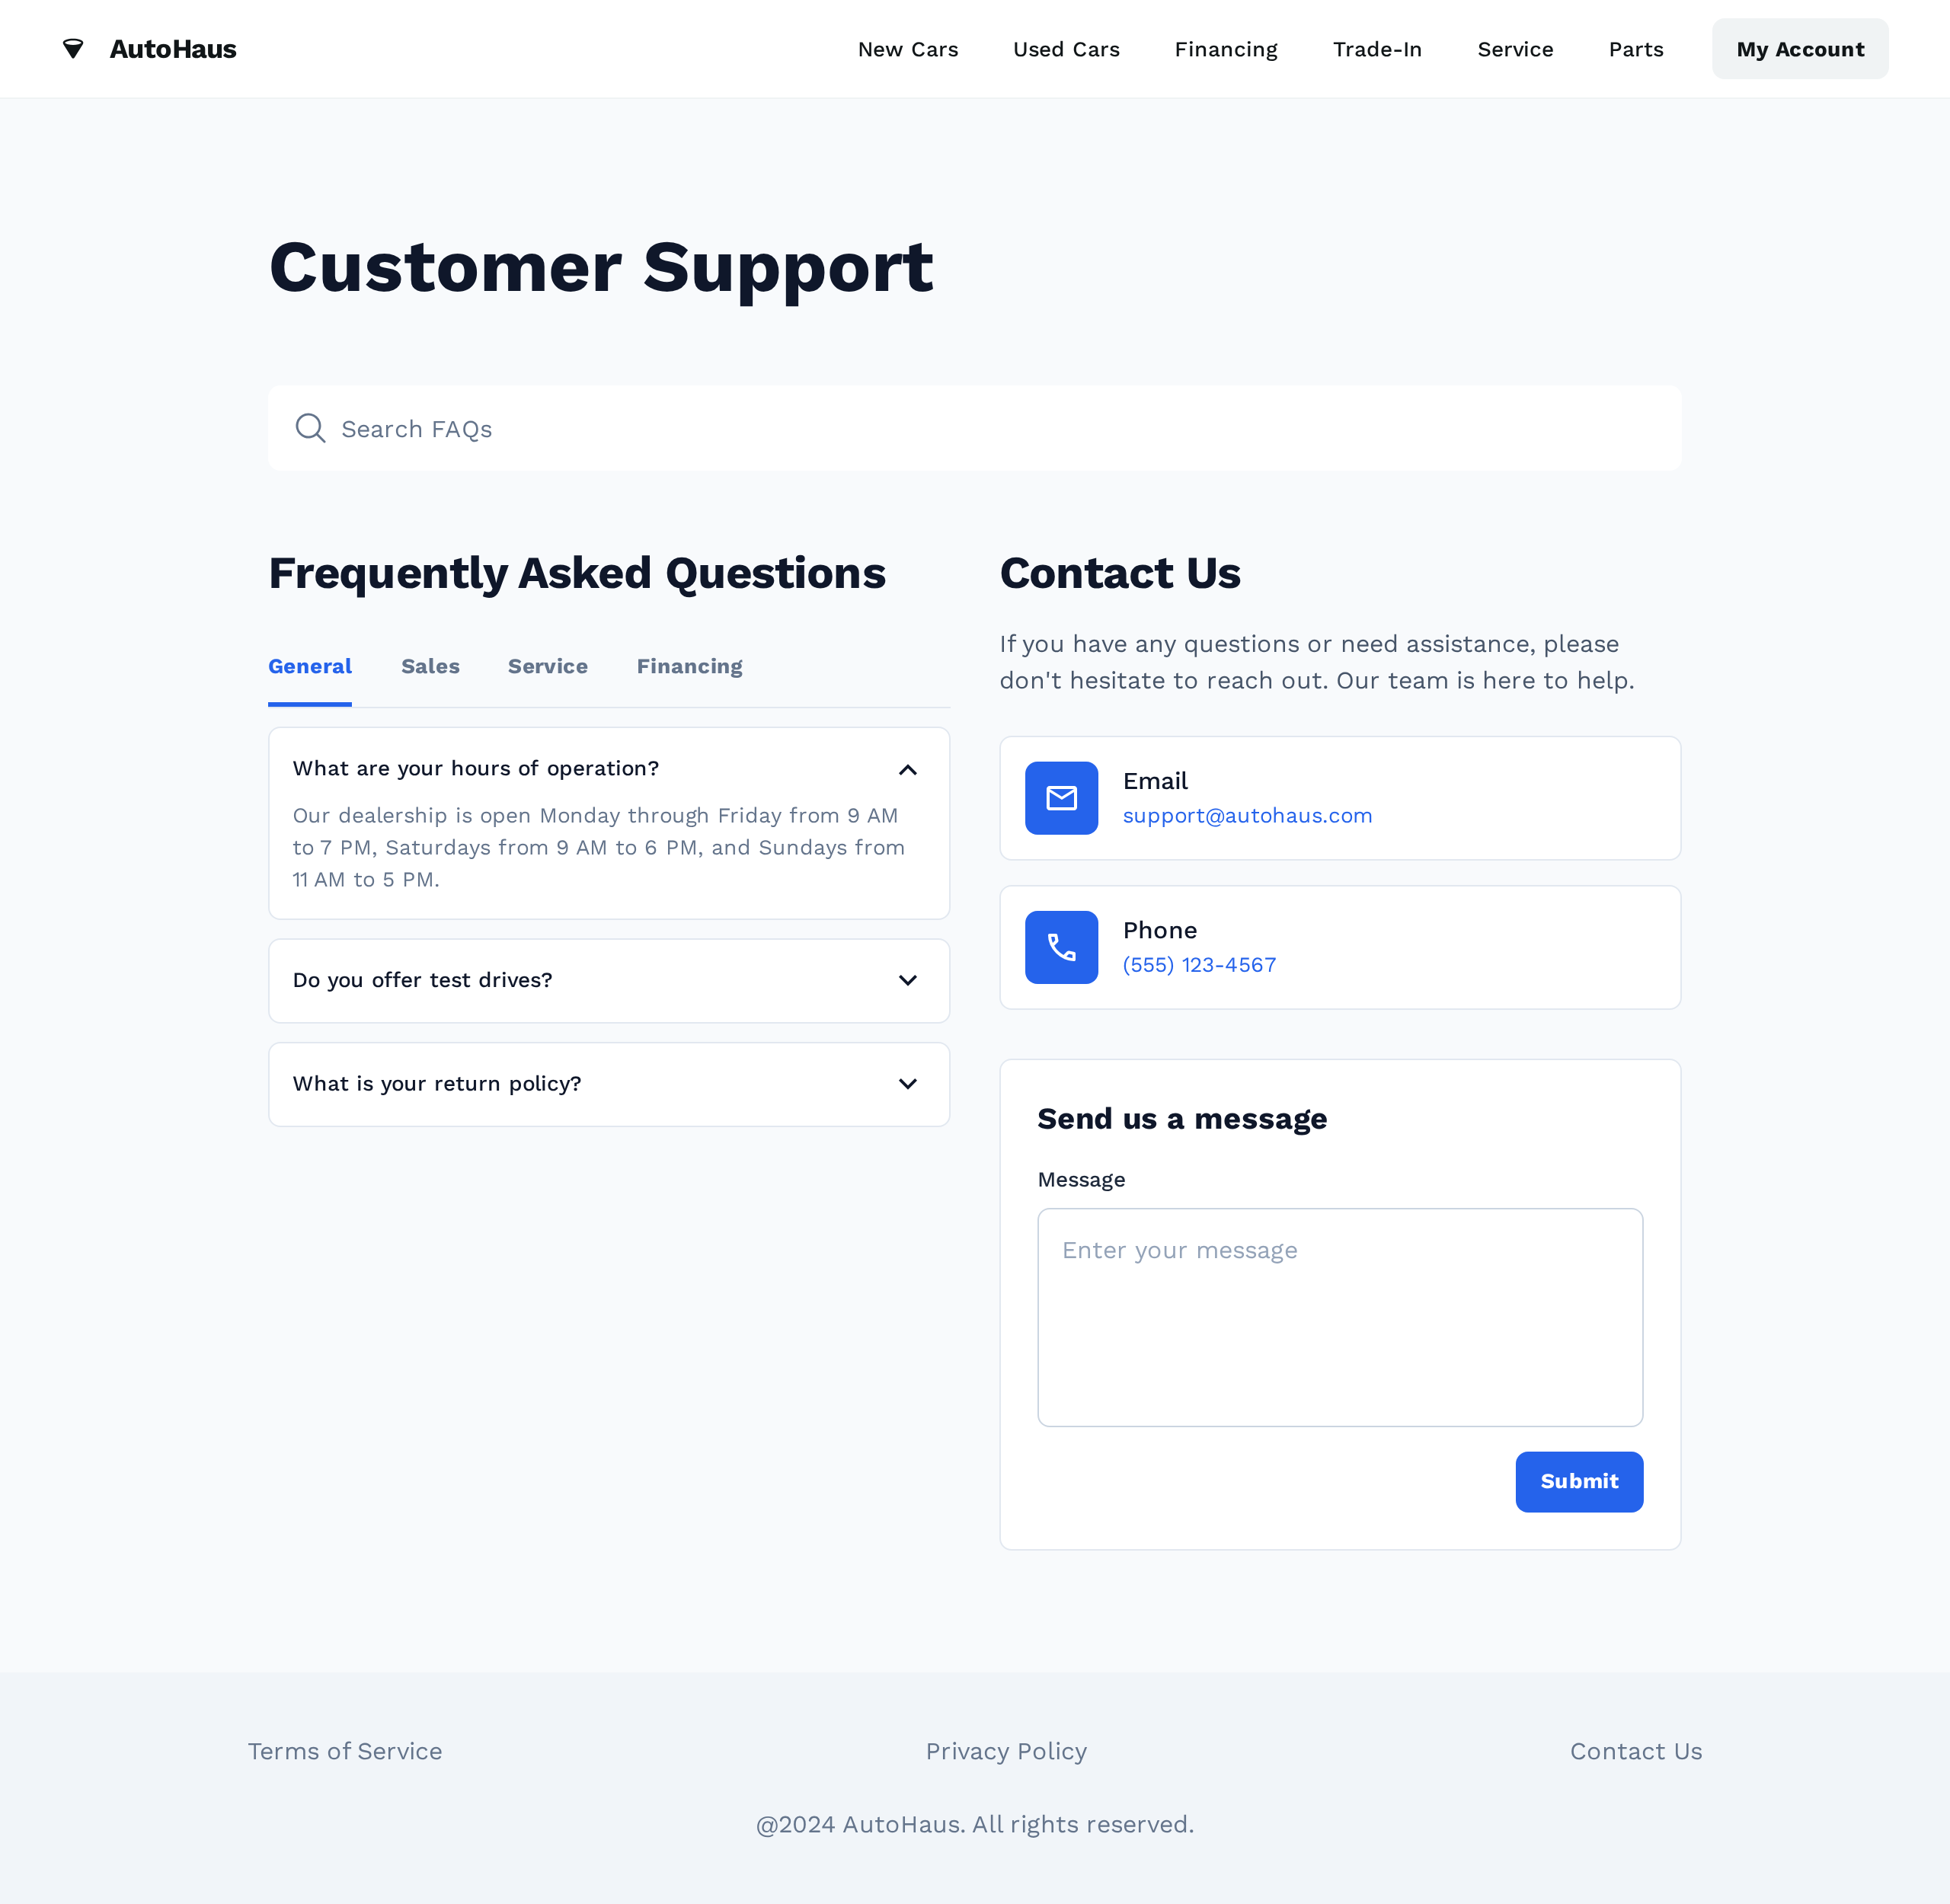 AutoHaus
New Cars
Used Cars
Financing
Trade-In
Service
Parts
My Account
Customer Support
Search FAQs
Frequently Asked Questions
General
Sales
Service
Financing
What are your hours of operation?
Our dealership is open Monday through Friday from 9 AM
to 7 PM, Saturdays from 9 AM to 6 PM, and Sundays from
11 AM to 5 PM.
Do you offer test drives?
What is your return policy?
Contact Us
If you have any questions or need assistance, please
don't hesitate to reach out. Our team is here to help.
Email
support@autohaus.com
Phone
(555) 123-4567
Send us a message
Message
Enter your message
Submit
Terms of Service
Privacy Policy
Contact Us
@2024 AutoHaus. All rights reserved.